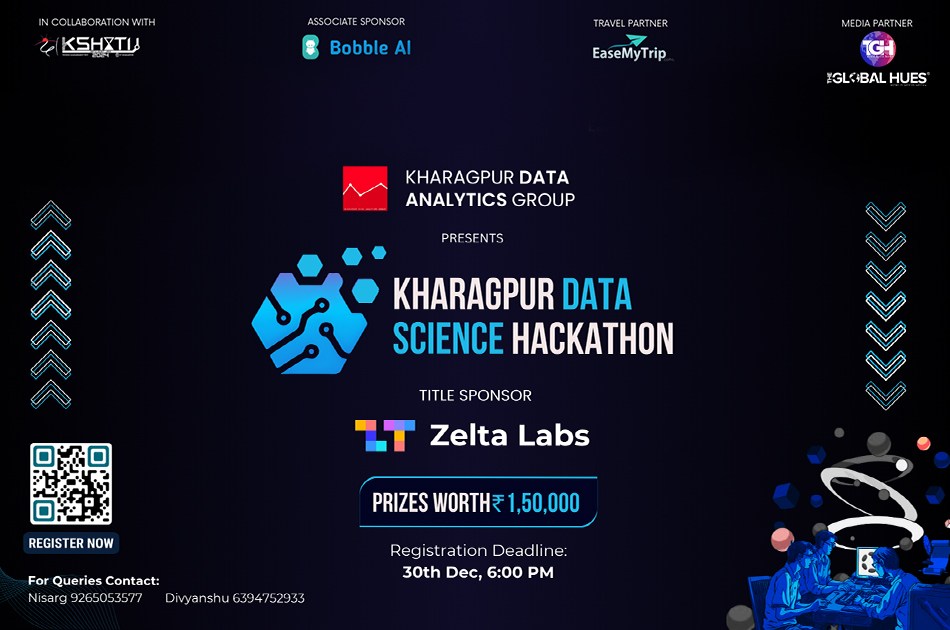 IN COLLABORATION WITH
KSHITIJ
2024
ASSOCIATE SPONSOR
Bobble AI
TRAVEL PARTNER
EaseMyTrip
MEDIA PARTNER
TGH
THE GLOBAL HUES
KHARAGPUR DATA
ANALYTICS GROUP
PRESENTS
KHARAGPUR DATA
SCIENCE HACKATHON
TITLE SPONSOR
Zelta Labs
PRIZES WORTH ₹ 1,50,000
Registration Deadline:
30th Dec, 6:00 PM
REGISTER NOW
For Queries Contact:
Nisarg 9265053577 Divyanshu 6394752933